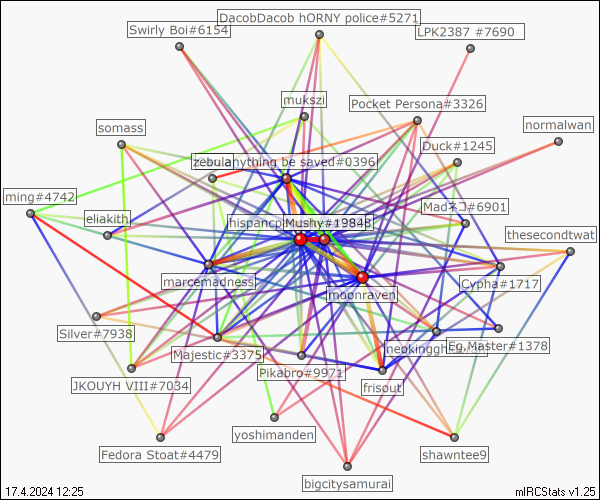 DacobDacob hORNY police#5271
Swirly Boi#6154
LPK2387 #7690
mukszi
Pocket Persona#3326
somass
normalwan
Duck#1245
zebula
anything be saved#0396
ming#4742
Madネコ#6901
eliakith
Mushy#19848
thesecondtwat
marcemadness
Cypha#1717
moonraven
Silver#7938
Majestic#3375
Eg.Master#1378
Pikabro#9971
JKOUYH VIII#7034
frisout
yoshimanden
Fedora Stoat#4479
shawntee9
bigcitysamurai
17.4.2024 12:25
mIRCStats v1.25